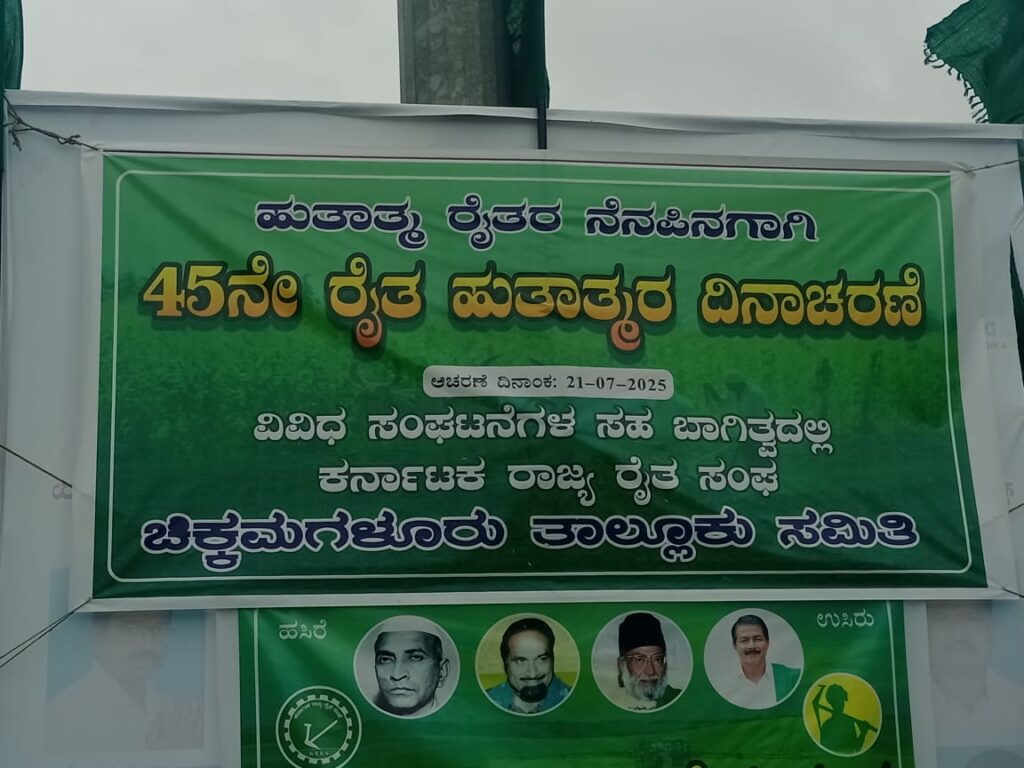 ಹುತಾತ್ಮ ರೈತರ ನೆನಪಿನಗಾಗಿ
45ನೇ ರೈತ ಹುತಾತ್ಮರ ದಿನಾಚರಣೆ
ಆಚರಣೆ ದಿನಾಂಕ: 21-07-2025
ವಿವಿಧ ಸಂಘಟನೆಗಳ ಸಹ ಬಾಗಿತ್ವದಲ್ಲಿ
ಕರ್ನಾಟಕ ರಾಜ್ಯ ರೈತ ಸಂಘ
ಚಿಕ್ಕಮಗಳೂರು ತಾಲ್ಲೂಕು ಸಮಿತಿ
ಹಸಿರೆ
ಉಸಿರು